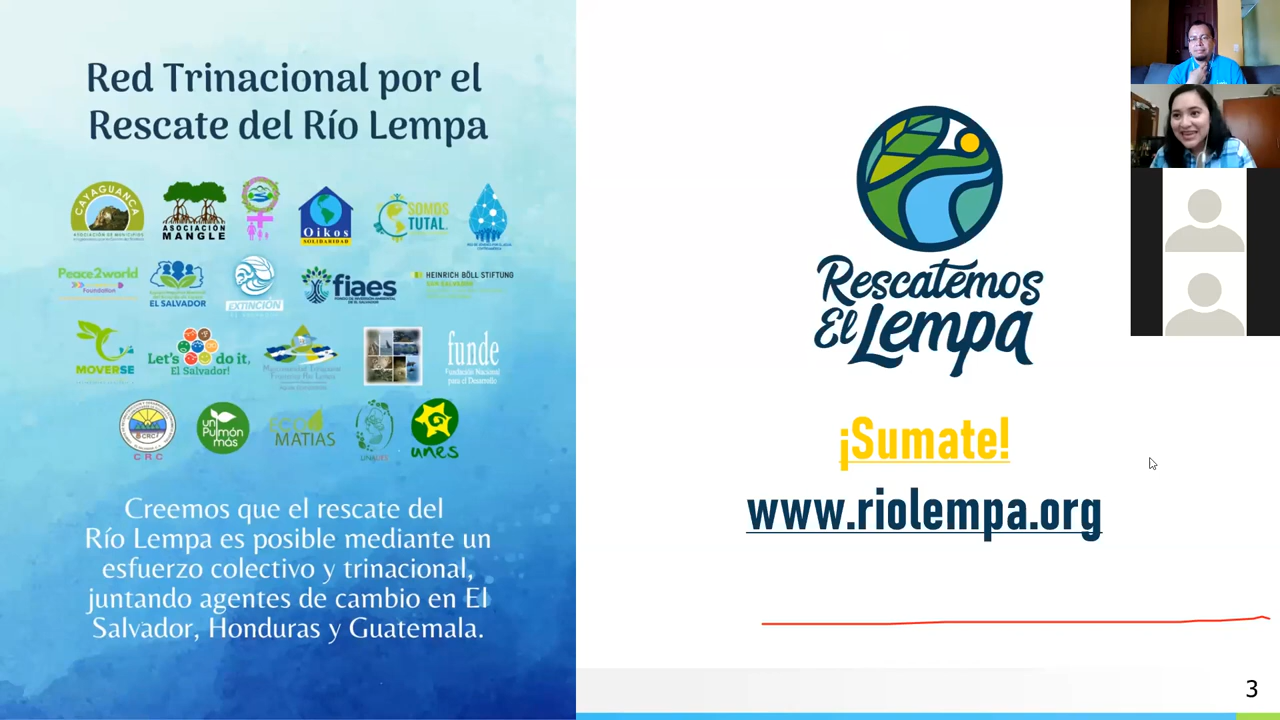 Red Trinacional por el
Rescate del Río Lempa
CAYAGUANCA
ASOCIACIÓN
MANGLE
Oikos
SOLIDARIDAD
SOMOS
TUTAL
Peace2world
Foundation
EL SALVADOR
EXTINCIÓN
fiaes
HEINRICH BÖLL STIFTUNG
MOVERSE
Let's do it,
El Salvador!
funde
Fundación Nacional
para el Desarrollo
CRC
un
Pulmón
más
ECO
MATIAS
unes
Creemos que el rescate del
Río Lempa es posible mediante un
esfuerzo colectivo y trinacional,
juntando agentes de cambio en El
Salvador, Honduras y Guatemala.
Rescatemos
El Lempa
¡Sumate!
www.riolempa.org
3